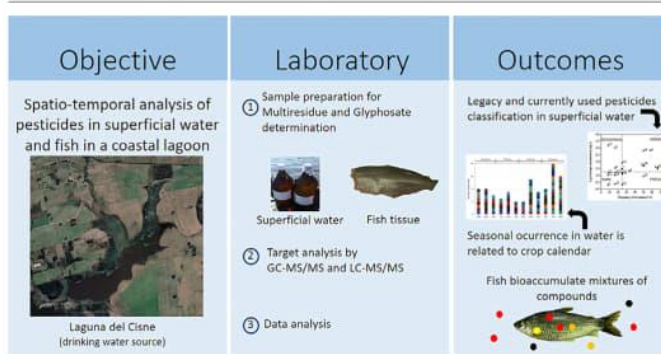 Objective
Spatio-temporal analysis of
pesticides in superficial water
and fish in a coastal lagoon
Laguna del Cisne
(drinking water source)
Laboratory
1
Sample preparation for
Multiresidue and Glyphosate
determination
Superficial water
Fish tissue
2
Target analysis by
GC-MS/MS and LC-MS/MS
3
Data analysis
Outcomes
Legacy and currently used pesticides
classification in superficial water
Seasonal ocurrence in water is
related to crop calendar
Fish bioaccumulate mixtures of
compounds